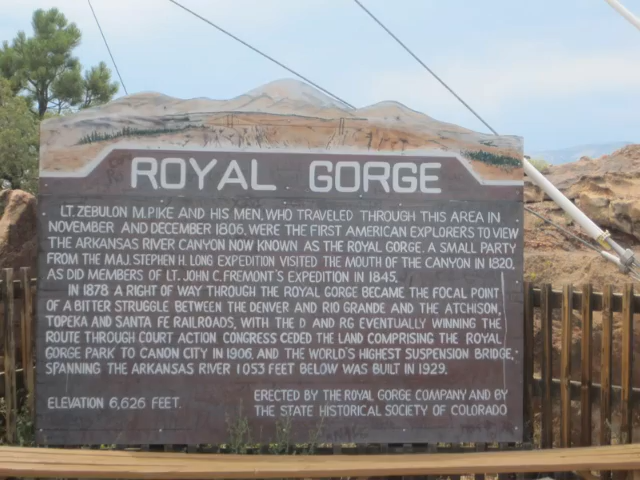 ROYAL GORGE
LT. ZEBULON M. PIKE AND HIS MEN, WHO TRAVELED THROUGH THIS AREA IN
NOVEMBER AND DECEMBER 1806, WERE THE FIRST AMERICAN EXPLORERS TO VIEW
THE ARKANSAS RIVER CANYON NOW KNOWN AS THE ROYAL GORGE. A SMALL PARTY
FROM THE MAJ. STEPHEN H. LONG EXPEDITION VISITED THE MOUTH OF THE CANYON IN 1820,
AS DID MEMBERS OF LT. JOHN C. FREMONT'S EXPEDITION IN 1845.
IN 1878 A RIGHT OF WAY THROUGH THE ROYAL GORGE BECAME THE FOCAL POINT
OF A BITTER STRUGGLE BETWEEN THE DENVER AND RIO GRANDE AND THE ATCHISON,
TOPEKA AND SANTA FE RAILROADS, WITH THE D AND RG EVENTUALLY WINNING THE
ROUTE THROUGH COURT ACTION CONGRESS CEDED THE LAND COMPRISING THE ROYAL
GORGE PARK TO CANON CITY IN 1906, AND THE WORLD'S HIGHEST SUSPENSION BRIDGE,
SPANNING THE ARKANSAS RIVER 1053 FEET BELOW WAS BUILT IN 1929.
ELEVATION 6,626 FEET.
ERECTED BY THE ROYAL GORGE COMPANY AND BY
THE STATE HISTORICAL SOCIETY OF COLORADO